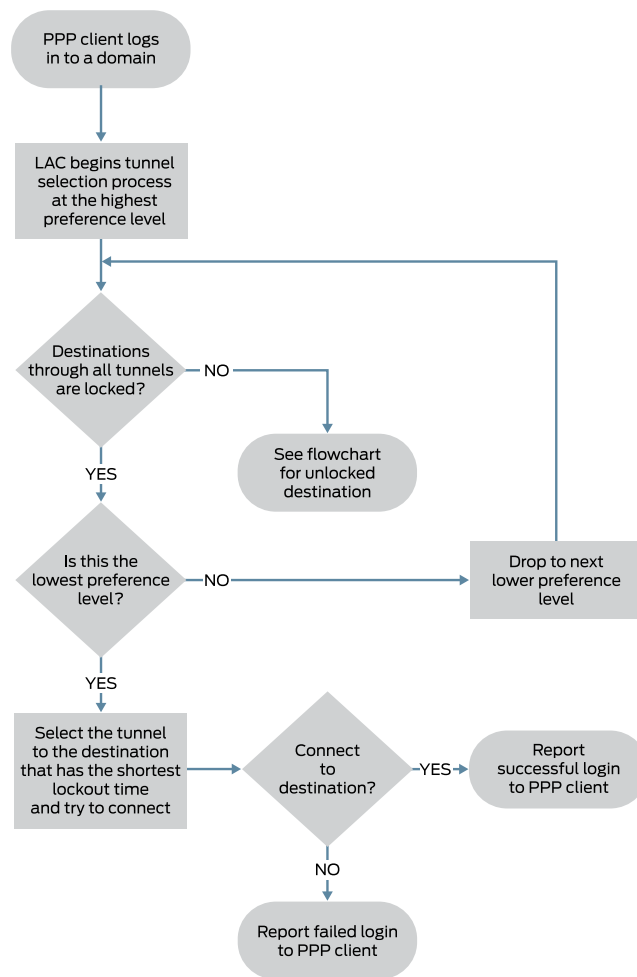 PPP client logs
in to a domain
LAC begins tunnel
selection process
at the highest
preference level
Destinations
through all tunnels
are locked?
NO
See flowchart
for unlocked
destination
YES
Is this the
lowest preference
level?
NO
Drop to next
lower preference
level
YES
Select the tunnel
to the destination
that has the shortest
lockout time
and try to connect
Connect
to
destination?
YES
Report
successful login
to PPP client
NO
Report failed login
to PPP client